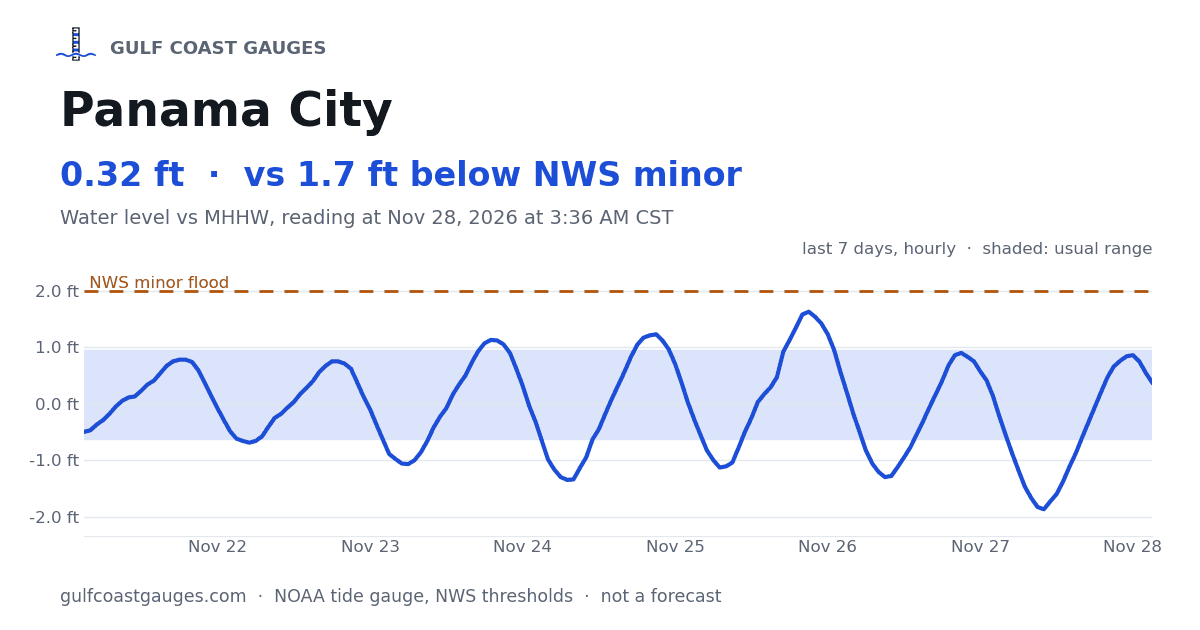 GULF COAST GAUGES
Panama City
0.32 ft · vs 1.7 ft below NWS minor
Water level vs MHHW, reading at Nov 28, 2026 at 3:36 AM CST
last 7 days, hourly · shaded: usual range
NWS minor flood
2.0 ft
1.0 ft
0.0 ft
-1.0 ft
-2.0 ft
Nov 22 Nov 23 Nov 24 Nov 25 Nov 26 Nov 27 Nov 28
gulfcoastgauges.com · NOAA tide gauge, NWS thresholds · not a forecast